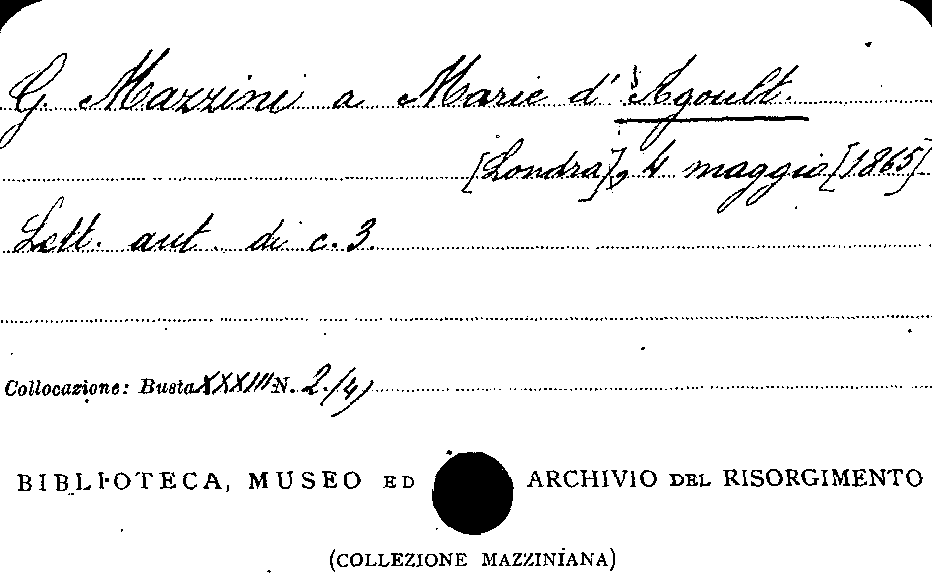 G. Mazzini a Marie d'Agoult.
[Londra], 4 maggio [1865]
Lett. aut. di c. 3.
Collocazione: Busta XXXIII N. 2./4)
BIBLIOTECA, MUSEO ED ARCHIVIO DEL RISORGIMENTO
(COLLEZIONE MAZZINIANA)